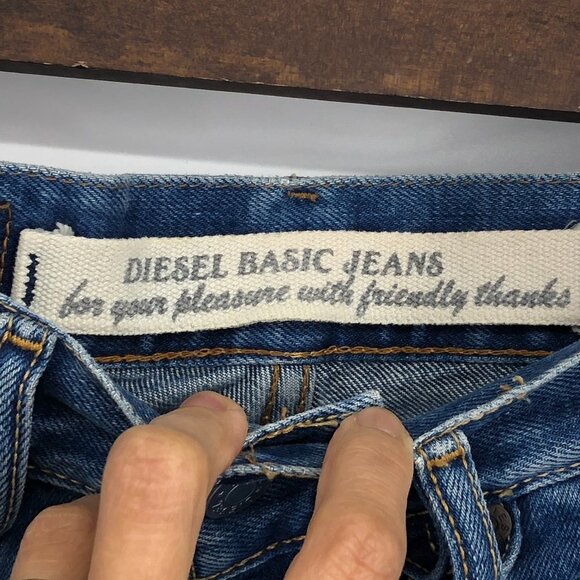 DIESEL BASIC JEANS
for your pleasure with friendly thanks